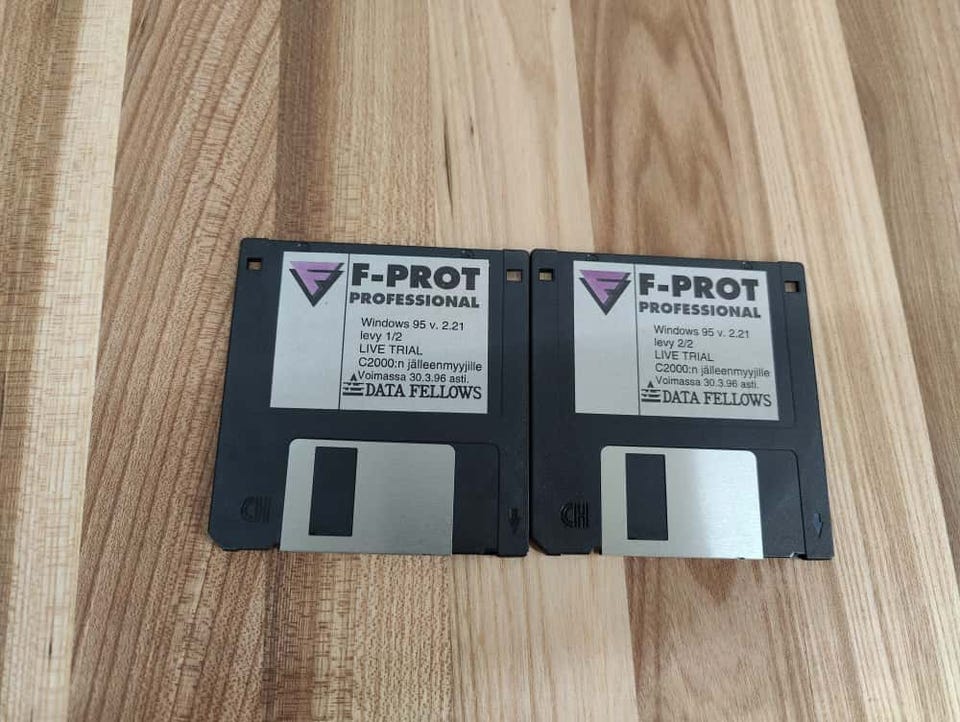 F-PROT
PROFESSIONAL
Windows 95 v. 2.21
levy 1/2
LIVE TRIAL
C2000:n jälleenmyyjille
Voimassa 30.3.96 asti.
DATA FELLOWS
F-PROT
PROFESSIONAL
Windows 95 v. 2.21
levy 2/2
LIVE TRIAL
C2000:n jälleenmyyjille
Voimassa 30.3.96 asti.
DATA FELLOWS